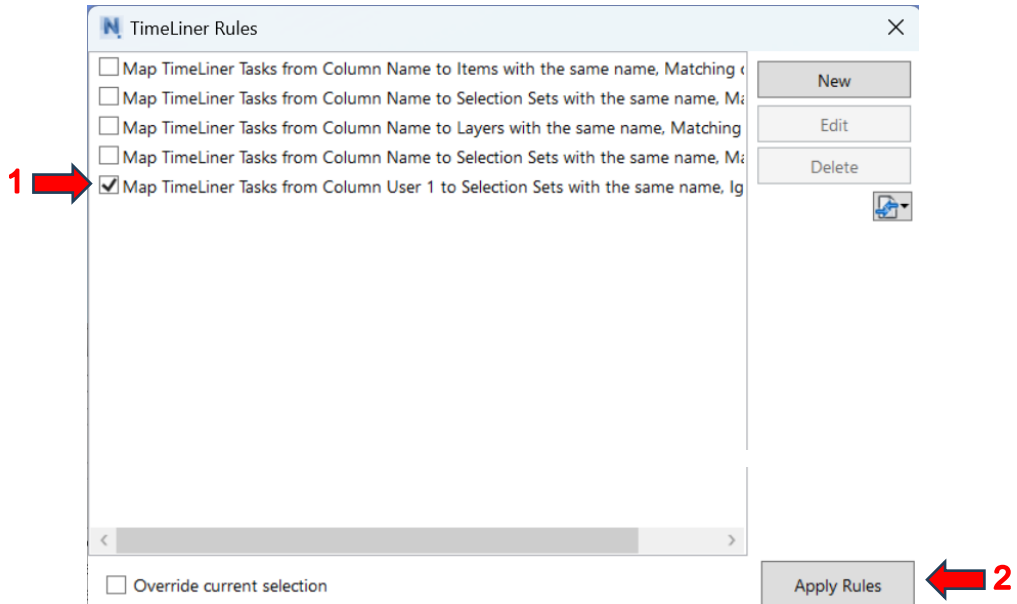 TimeLiner Rules
Map TimeLiner Tasks from Column Name to Items with the same name, Matching
Map TimeLiner Tasks from Column Name to Selection Sets with the same name,
Map TimeLiner Tasks from Column Name to Layers with the same name, Matching
Map TimeLiner Tasks from Column Name to Selection Sets with the same name,
1
Map TimeLiner Tasks from Column User 1 to Selection Sets with the same name, Ig
New
Edit
Delete
Override current selection
Apply Rules
2